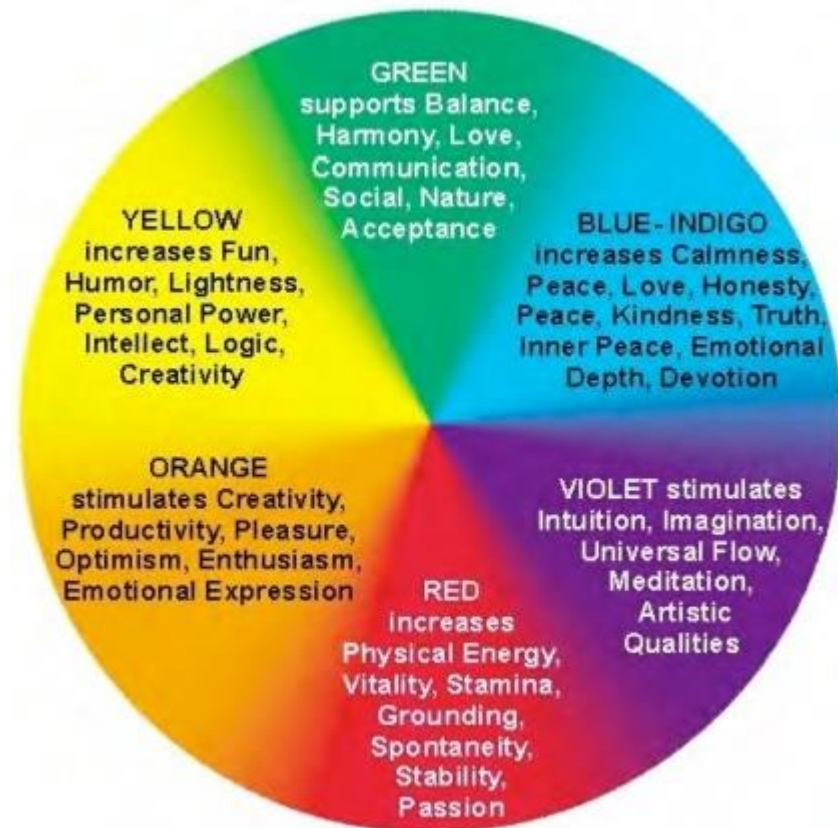 GREEN
supports Balance,
Harmony, Love,
Communication,
Social, Nature,
Acceptance
BLUE-INDIGO
increases Calmness,
Peace, Love, Honesty,
Peace, Kindness, Truth,
Inner Peace, Emotional
Depth, Devotion
VIOLET stimulates
Intuition, Imagination,
Universal Flow,
Meditation,
Artistic
Qualities
RED
increases
Physical Energy,
Vitality, Stamina,
Grounding,
Spontaneity,
Stability,
Passion
ORANGE
stimulates Creativity,
Productivity, Pleasure,
Optimism, Enthusiasm,
Emotional Expression
YELLOW
increases Fun,
Humor, Lightness,
Personal Power,
Intellect, Logic,
Creativity